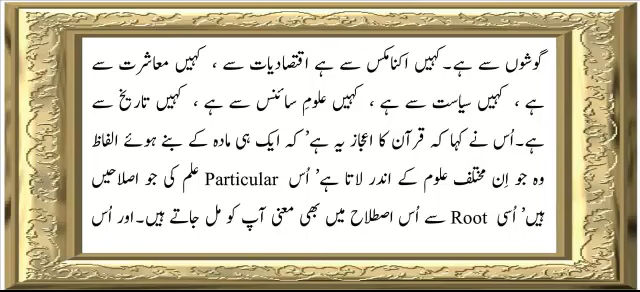 گوشوں سے ہے۔کہیں اکنامکس سے ہے اقتصادیات سے ، کہیں معاشرت سے
ہے ، کہیں سیاست سے ہے ، کہیں علومِ سائنس سے ہے ، کہیں تاریخ سے
ہے۔اُس نے کہا کہ قرآن کا اعجاز یہ ہے’ کہ ایک ہی مادہ کے بنے ہوئے الفاظ
وہ جو اِن مختلف علوم کے اندر لاتا ہے’ اُس Particular علم کی جو اصلاحیں
ہیں’ اُسی Root سے اُس اصطلاح میں بھی معنی آپ کو مل جاتے ہیں۔اور اُس